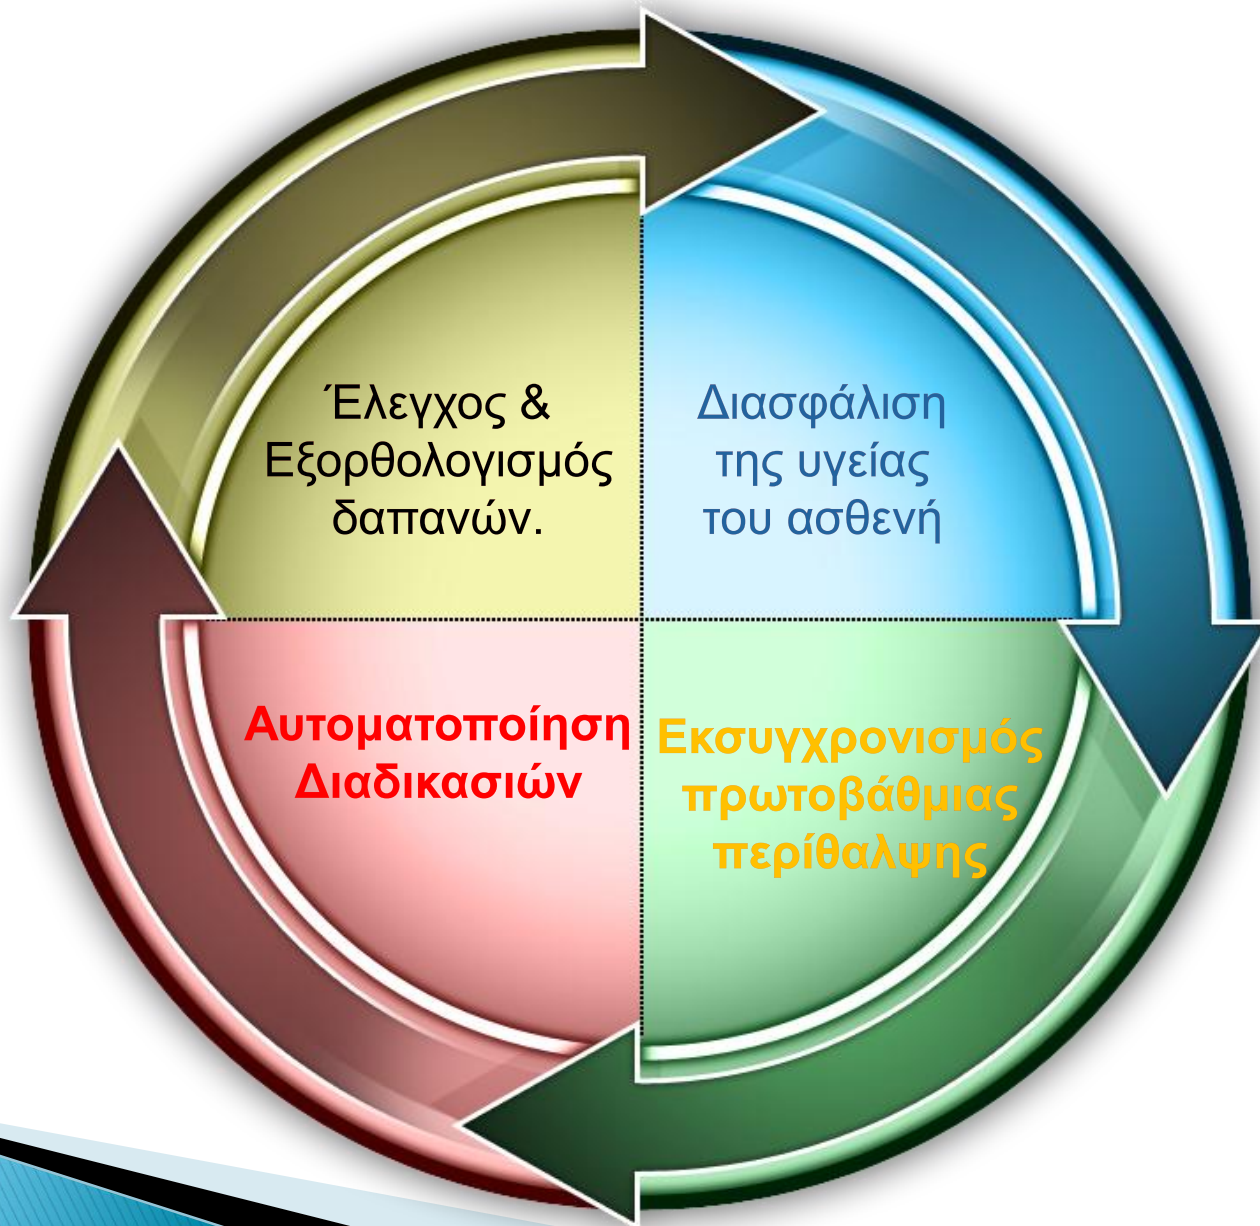 Έλεγχος &
Εξορθολογισμός
δαπανών.
Διασφάλιση
της υγείας
του ασθενή
Αυτοματοποίηση
Διαδικασιών
Εκσυγχρονισμός
πρωτοβάθμιας
περίθαλψης